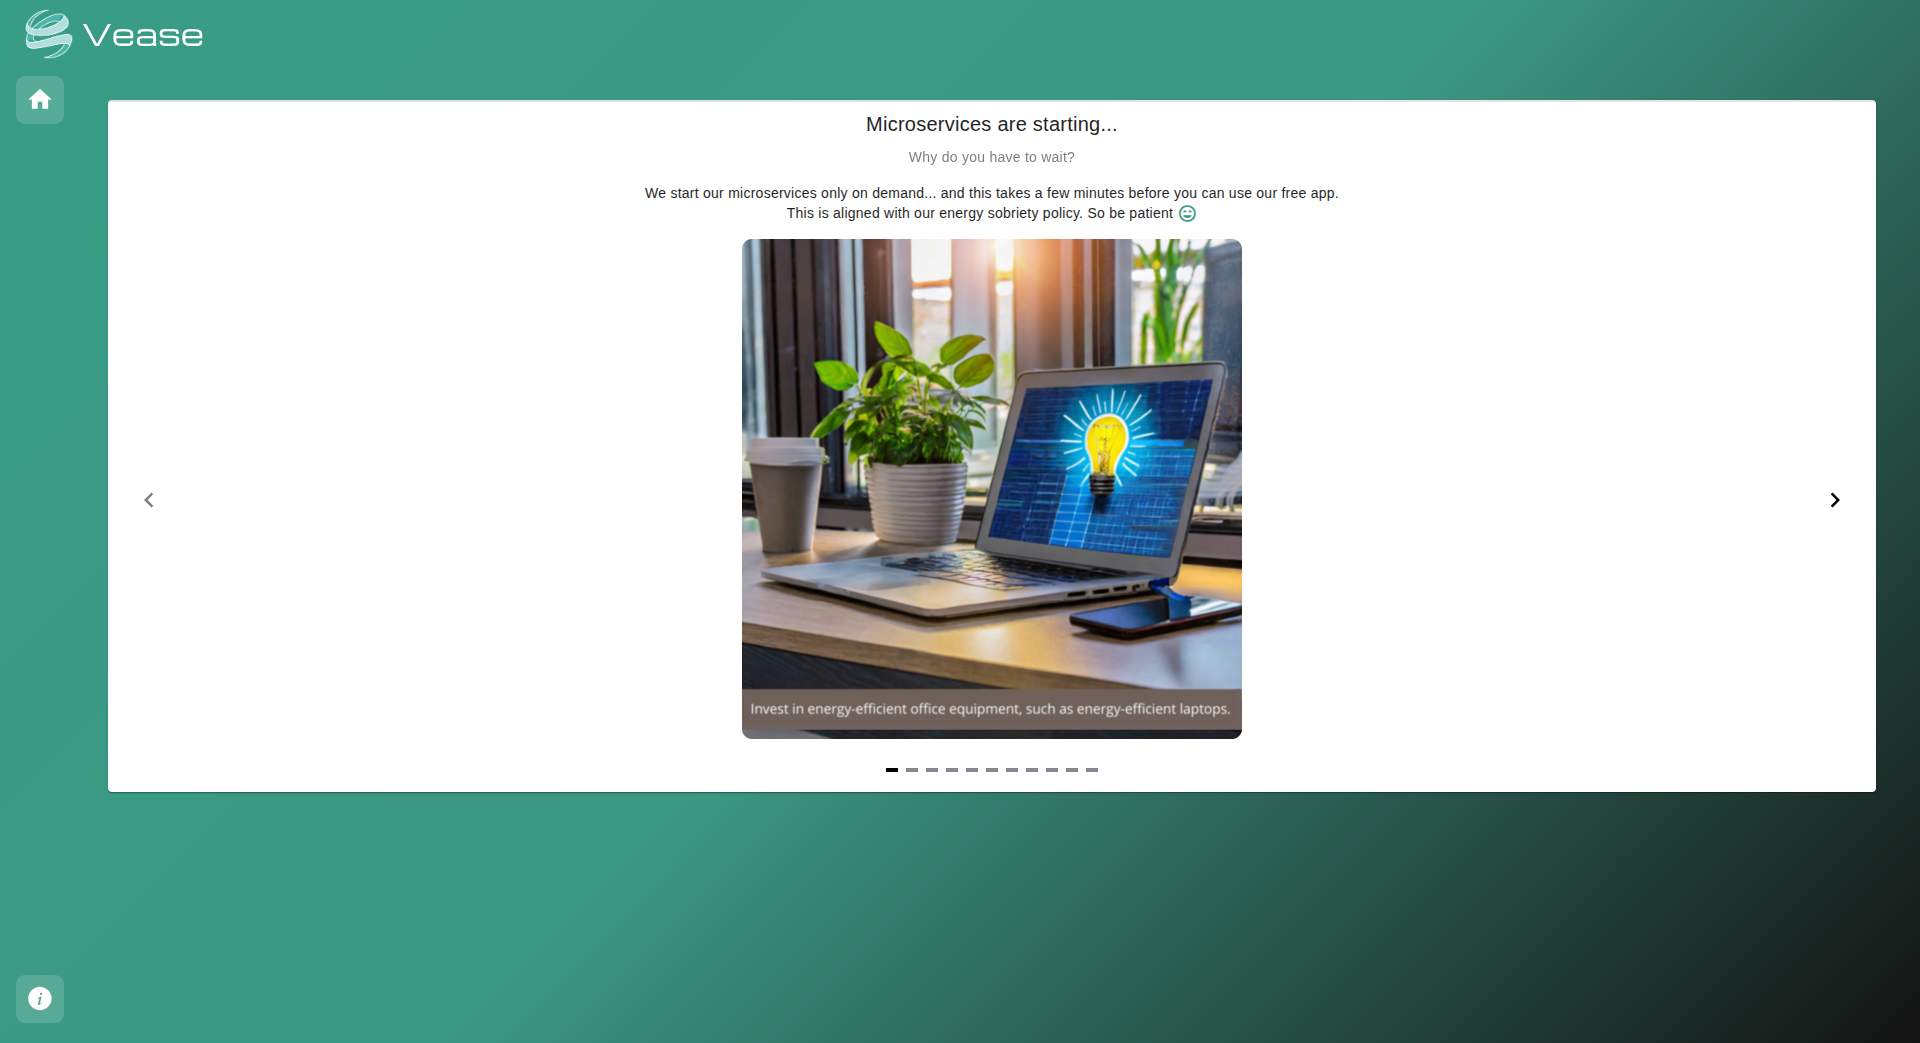 Vease
Microservices are starting...
Why do you have to wait?
We start our microservices only on demand... and this takes a few minutes before you can use our free app.
This is aligned with our energy sobriety policy. So be patient
Invest in energy-efficient office equipment, such as energy-efficient laptops.
i